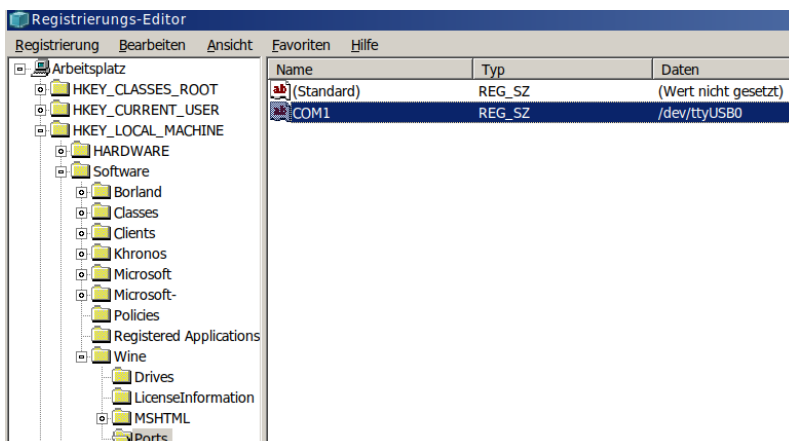 Registrierungs-Editor
Registrierung Bearbeiten Ansicht Favoriten Hilfe
Arbeitsplatz
HKEY_CLASSES_ROOT
HKEY_CURRENT_USER
HKEY_LOCAL_MACHINE
HARDWARE
Software
Borland
Classes
Clients
Khronos
Microsoft
Microsoft-
Policies
Registered Applications
Wine
Drives
LicenseInformation
MSHTML
Ports
Name Typ Daten
ab (Standard) REG_SZ (Wert nicht gesetzt)
ab COM1 REG_SZ /dev/ttyUSB0